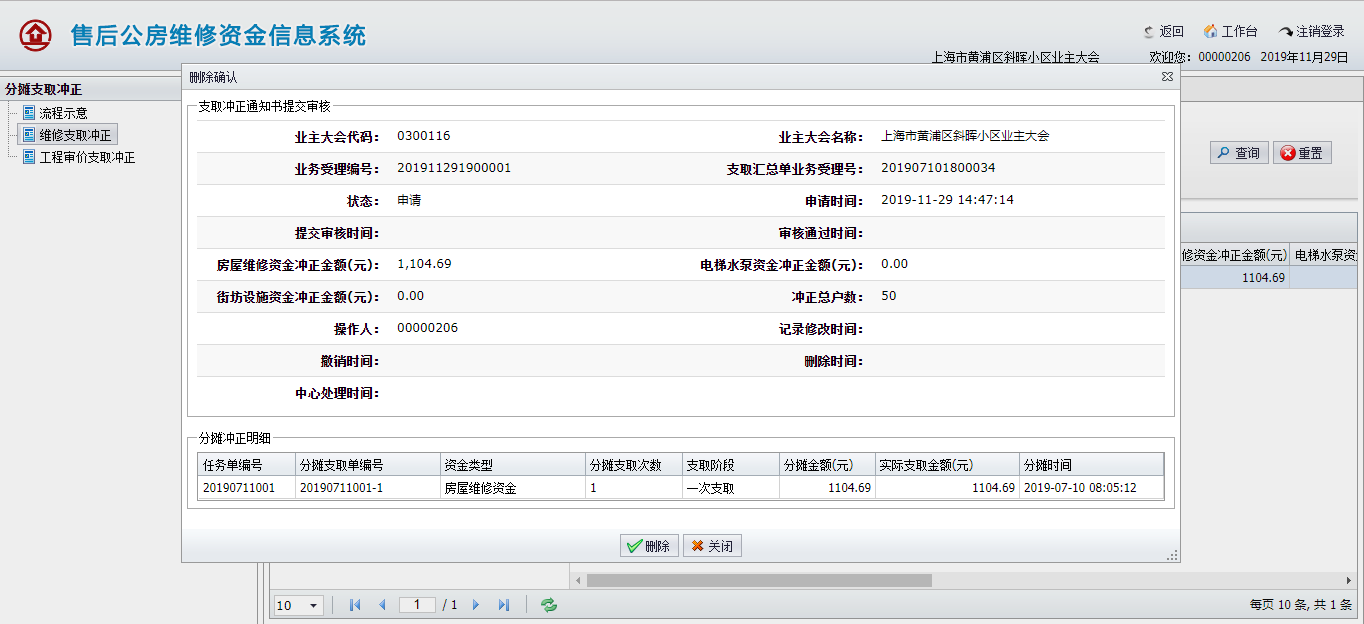 售后公房维修资金信息系统
返回 工作台 注销登录
上海市黄浦区斜晖小区业主大会 欢迎您: 00000206 2019年11月29日
分摊支取冲正
流程示意
维修支取冲正
工程审价支取冲正
删除确认
支取冲正通知书提交审核
业主大会代码: 0300116 业主大会名称: 上海市黄浦区斜晖小区业主大会
业务受理编号: 201911291900001 支取汇总单业务受理号: 201907101800034
状态: 申请 申请时间: 2019-11-29 14:47:14
提交审核时间: 审核通过时间:
房屋维修资金冲正金额(元): 1,104.69 电梯水泵资金冲正金额(元): 0.00
街坊设施资金冲正金额(元): 0.00 冲正总户数: 50
操作人: 00000206 记录修改时间:
撤销时间: 删除时间:
中心处理时间:
分摊冲正明细
任务单编号 分摊支取单编号 资金类型 分摊支取次数 支取阶段 分摊金额(元) 实际支取金额(元) 分摊时间
20190711001 20190711001-1 房屋维修资金 1 一次支取 1104.69 1104.69 2019-07-10 08:05:12
删除 关闭
查询 重置
修资金冲正金额(元) 电梯水泵资
1104.69
10 1 / 1 每页 10 条, 共 1 条